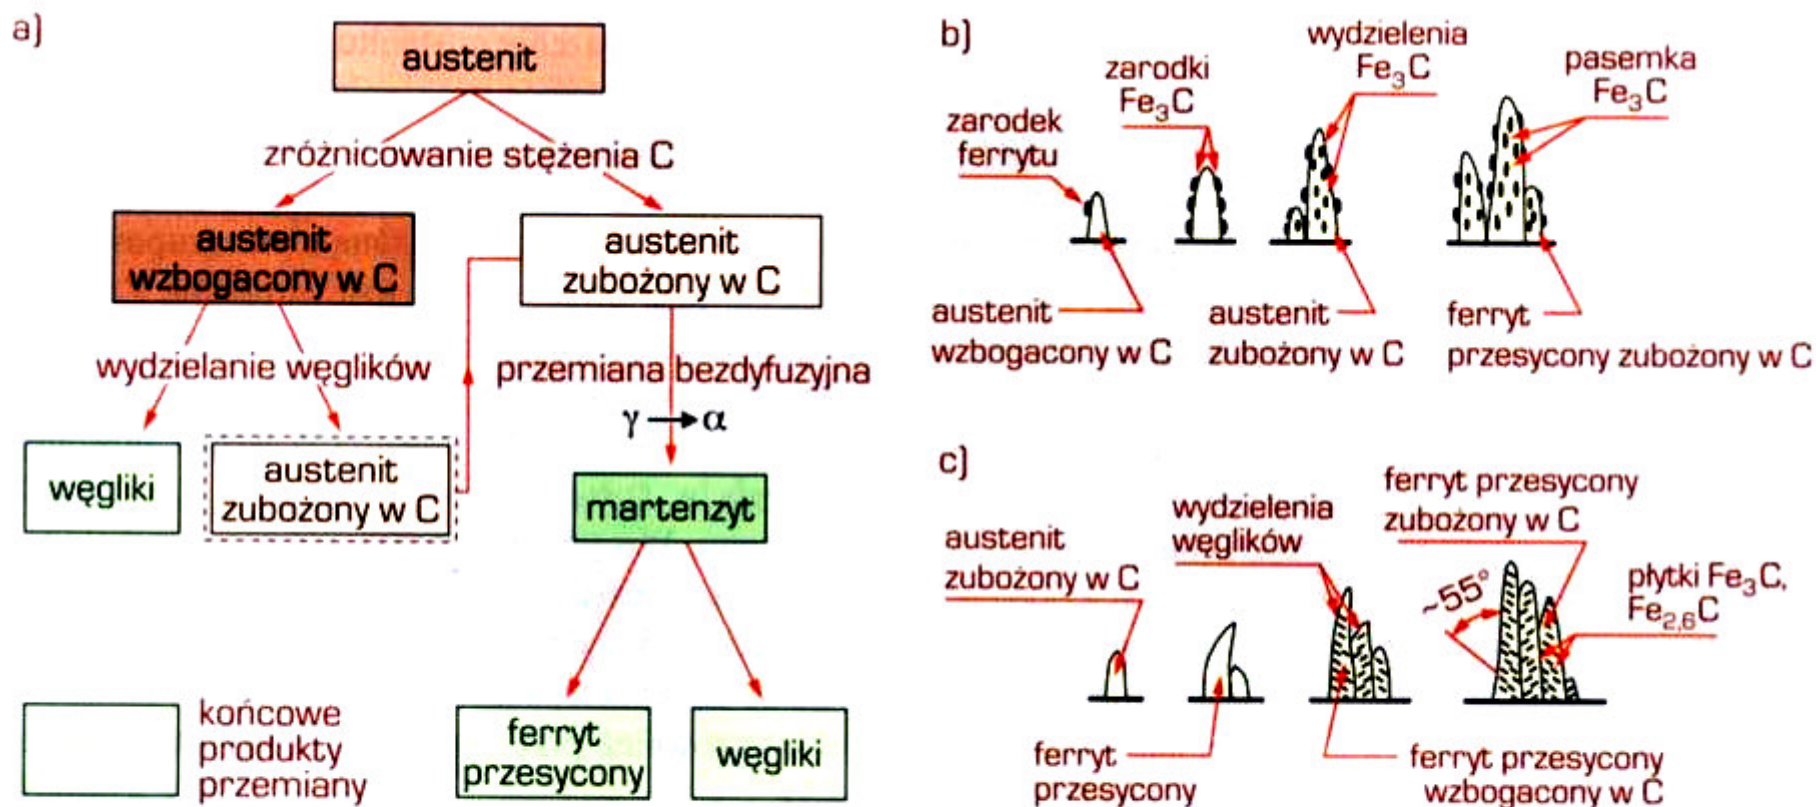 a)
austenit
zróżnicowanie stężenia C
austenit
wzbogacony w C
austenit
zubożony w C
wydzielanie węglików
przemiana bezdyfuzyjna
γ → α
węgliki
austenit
zubożony w C
martenzyt
ferryt
przesycony
węgliki
końcowe
produkty
przemiany
b)
zarodek
ferrytu
zarodki
Fe₃C
wydzielenia
Fe₃C
pasemka
Fe₃C
austenit
wzbogacony w C
austenit
zubożony w C
ferryt
przesycony zubożony w C
c)
austenit
zubożony w C
wydzielenia
węglików
ferryt przesycony
zubożony w C
~55°
płytki Fe₃C,
Fe₂,₆C
ferryt
przesycony
ferryt przesycony
wzbogacony w C